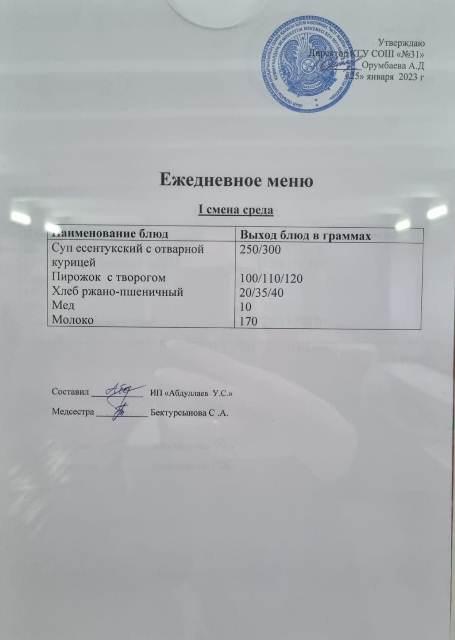 Утверждаю
Директор КГУ СОШ «№31»
Орумбаева А.Д
«25» января 2023 г
Ежедневное меню
I смена среда
Наименование блюд Выход блюд в граммах
Суп есентукский с отварной 250/300
курицей
Пирожок с творогом 100/110/120
Хлеб ржано-пшеничный 20/35/40
Мед 10
Молоко 170
Составил ИП «Абдуллаев У.С.»
Медсестра Бектурсынова С .А.